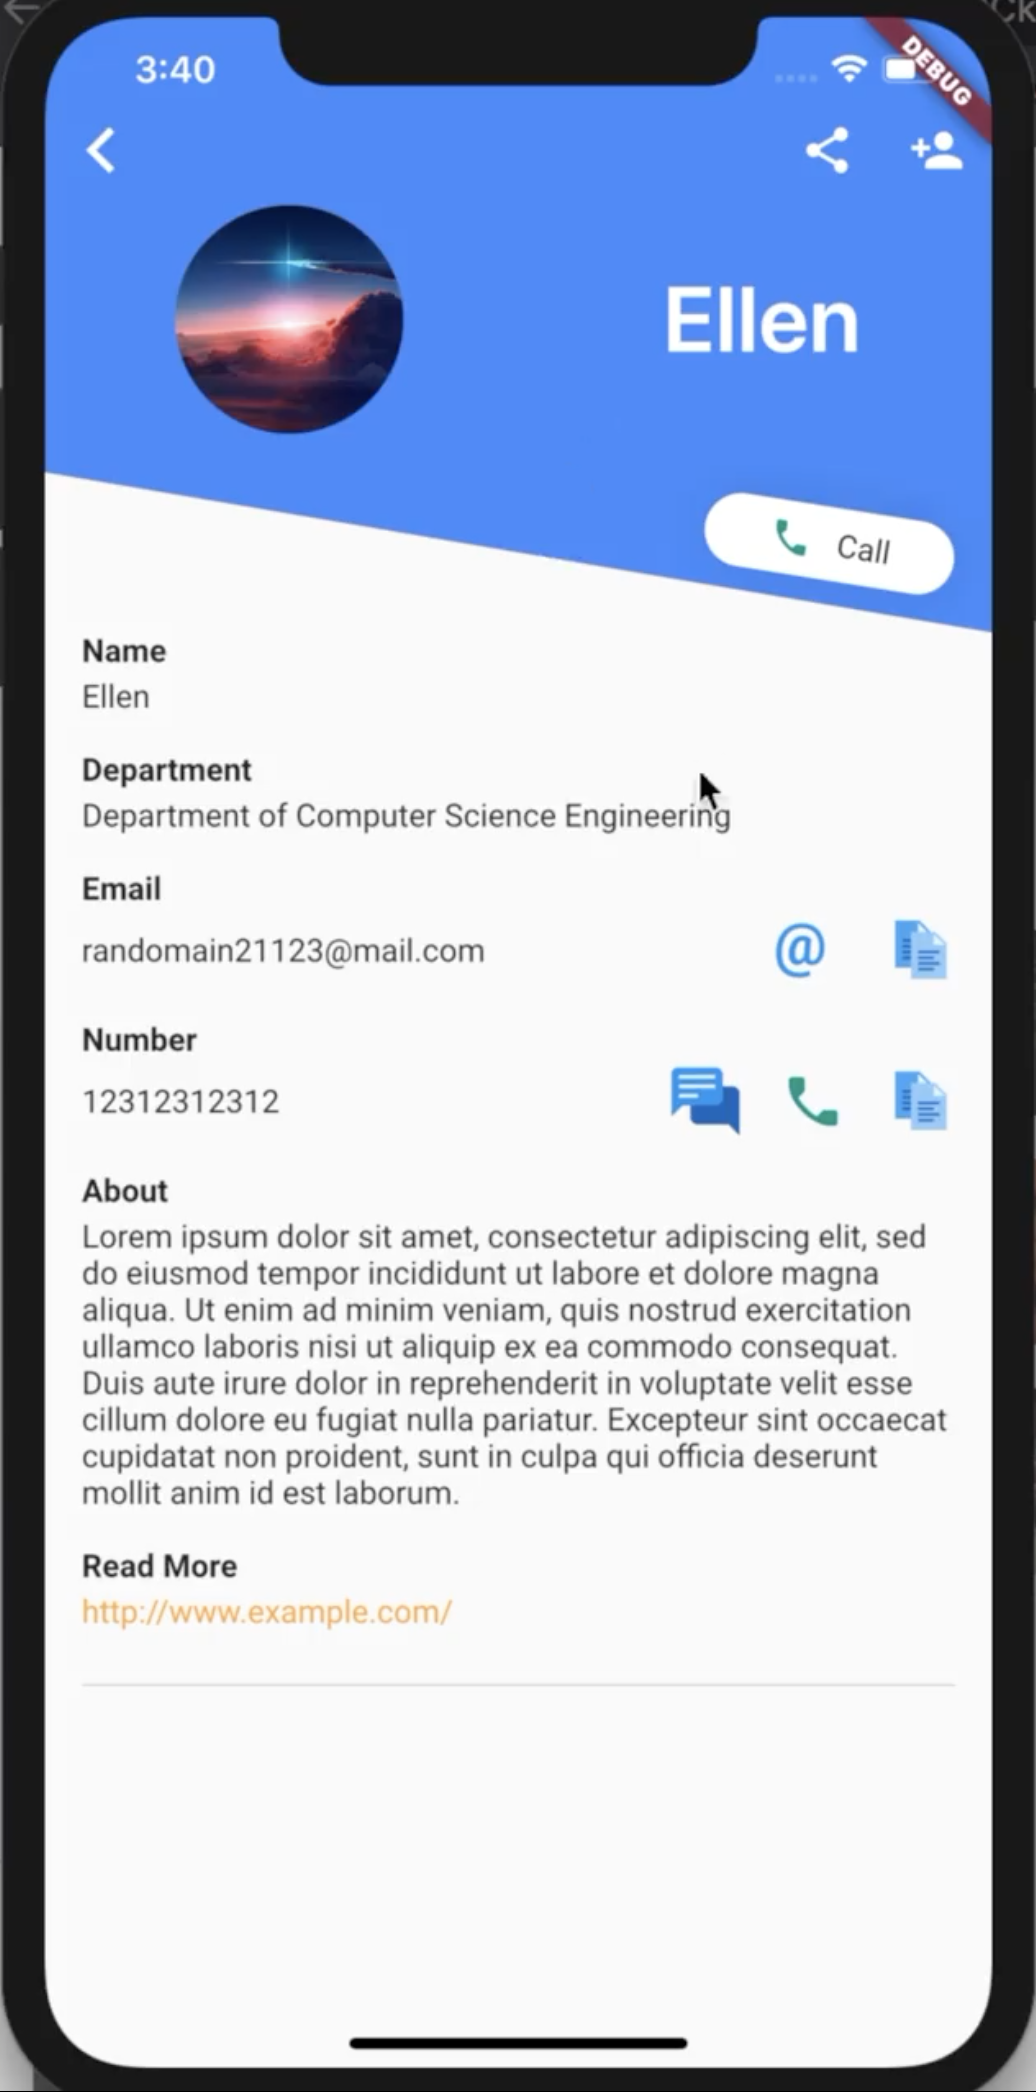 3:40
DEBUG
Ellen
Call
Name
Ellen
Department
Department of Computer Science Engineering
Email
randomain21123@mail.com
@
Number
12312312312
About
Lorem ipsum dolor sit amet, consectetur adipiscing elit, sed
do eiusmod tempor incididunt ut labore et dolore magna
aliqua. Ut enim ad minim veniam, quis nostrud exercitation
ullamco laboris nisi ut aliquip ex ea commodo consequat.
Duis aute irure dolor in reprehenderit in voluptate velit esse
cillum dolore eu fugiat nulla pariatur. Excepteur sint occaecat
cupidatat non proident, sunt in culpa qui officia deserunt
mollit anim id est laborum.
Read More
http://www.example.com/